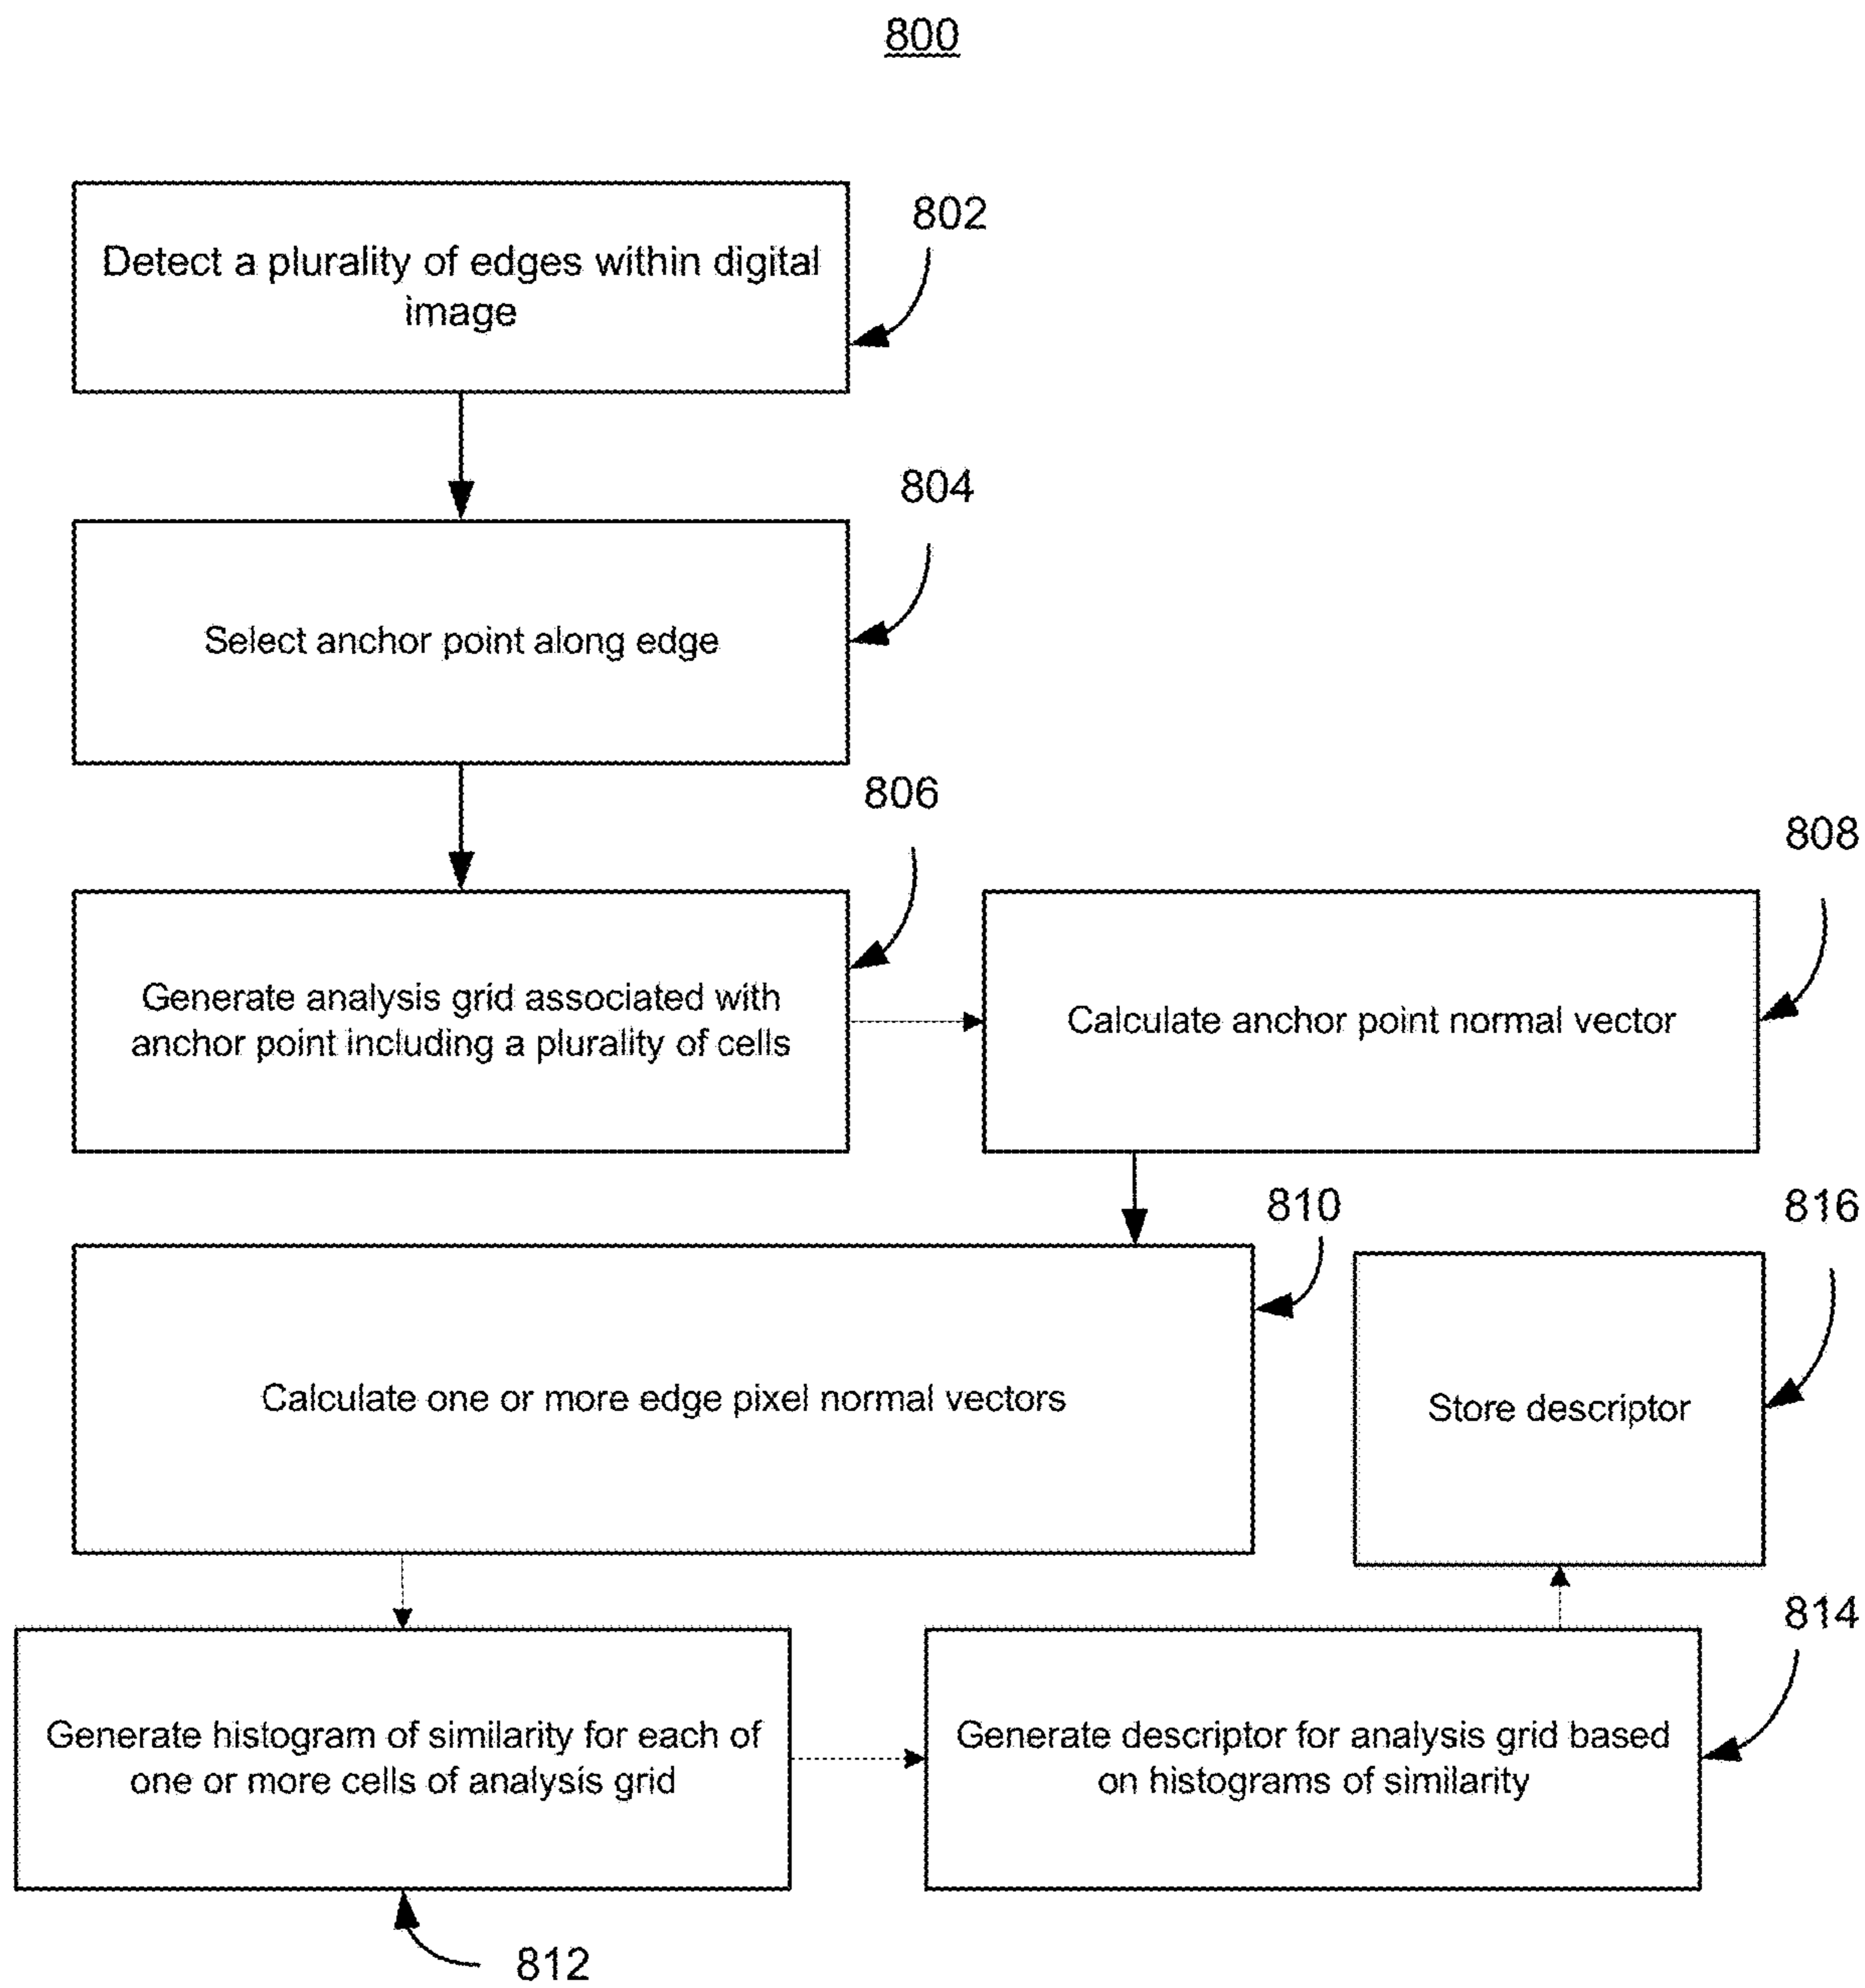 800
802
Detect a plurality of edges within digital
image
804
Select anchor point along edge
806
808
Generate analysis grid associated with
anchor point including a plurality of cells
Calculate anchor point normal vector
810
816
Calculate one or more edge pixel normal vectors
Store descriptor
814
Generate histogram of similarity for each of
one or more cells of analysis grid
Generate descriptor for analysis grid based
on histograms of similarity
812